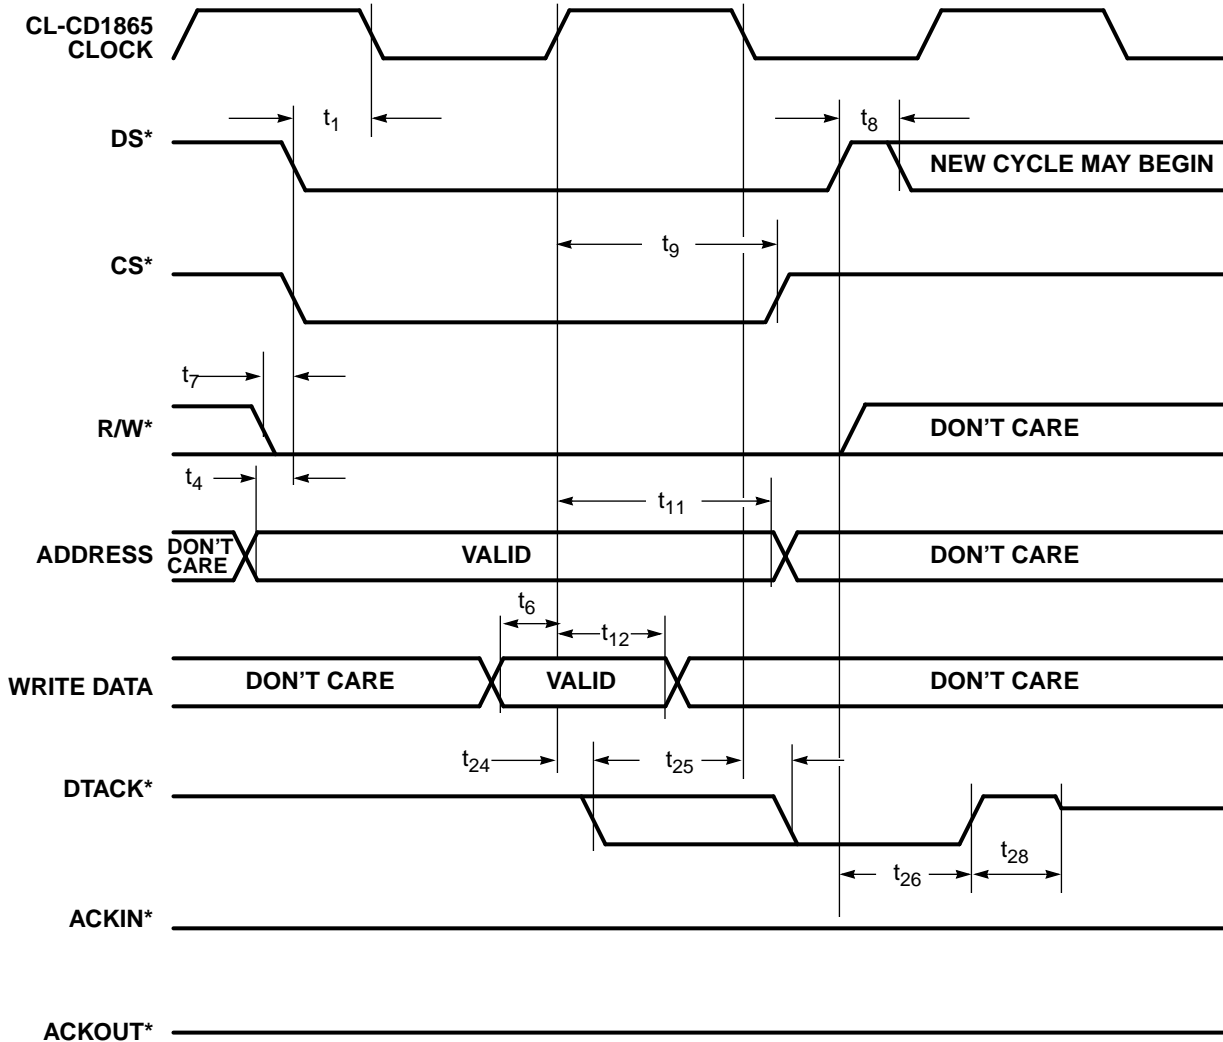 CL-CD1865
CLOCK
t1
t8
DS*
NEW CYCLE MAY BEGIN
t9
CS*
t7
R/W*
DON'T CARE
t4
t11
ADDRESS
DON'T
CARE
VALID
DON'T CARE
t6
t12
WRITE DATA
DON'T CARE
VALID
DON'T CARE
t24
t25
DTACK*
t28
t26
ACKIN*
ACKOUT*